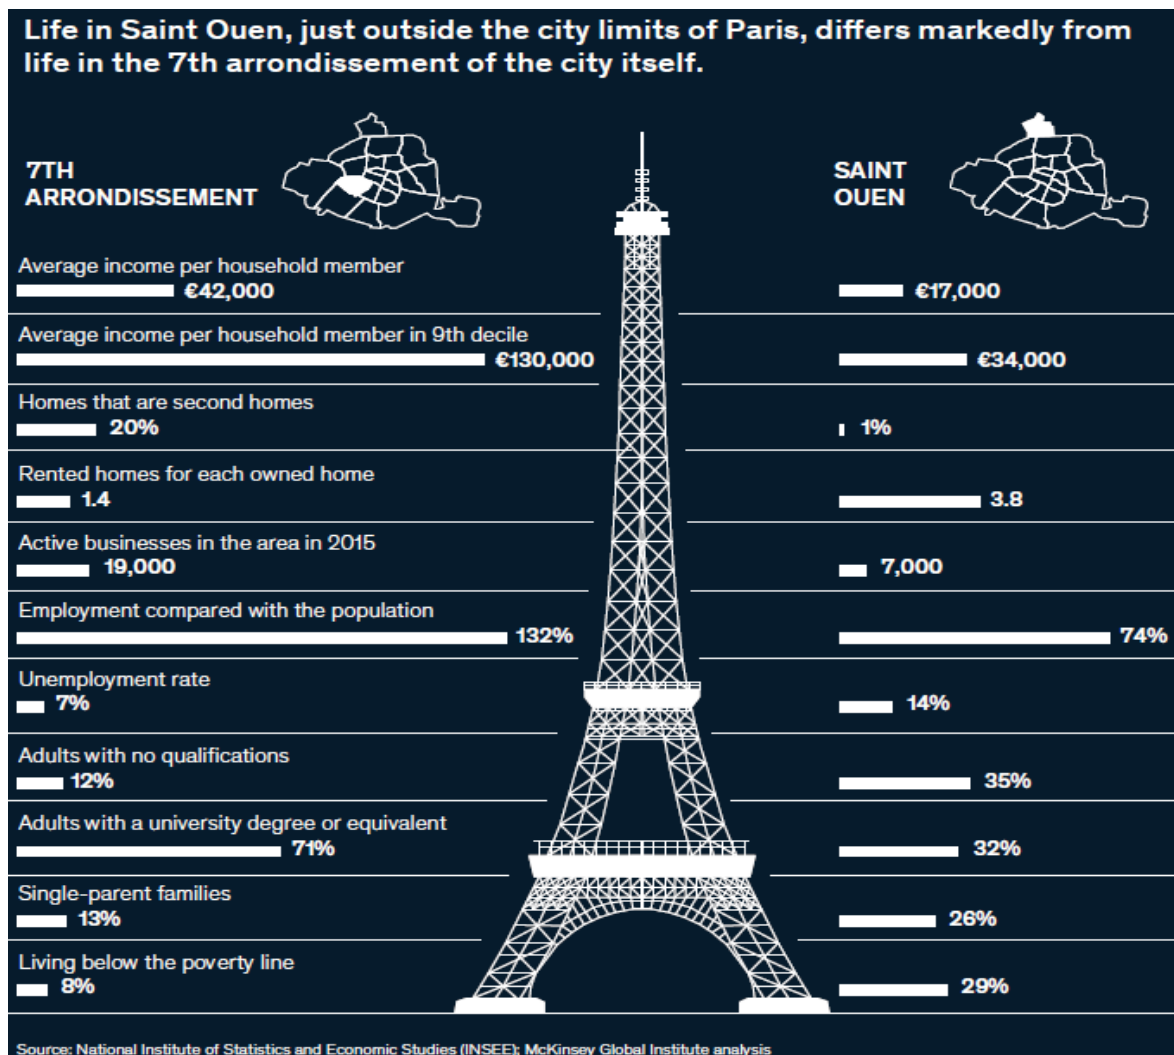 Life in Saint Ouen, just outside the city limits of Paris, differs markedly from
life in the 7th arrondissement of the city itself.
7TH
ARRONDISSEMENT
SAINT
OUEN
Average income per household member
€42,000
€17,000
Average income per household member in 9th decile
€130,000
€34,000
Homes that are second homes
20%
1%
Rented homes for each owned home
1.4
3.8
Active businesses in the area in 2015
19,000
7,000
Employment compared with the population
132%
74%
Unemployment rate
7%
14%
Adults with no qualifications
12%
35%
Adults with a university degree or equivalent
71%
32%
Single-parent families
13%
26%
Living below the poverty line
8%
29%
Source: National Institute of Statistics and Economic Studies (INSEE); McKinsey Global Institute analysis